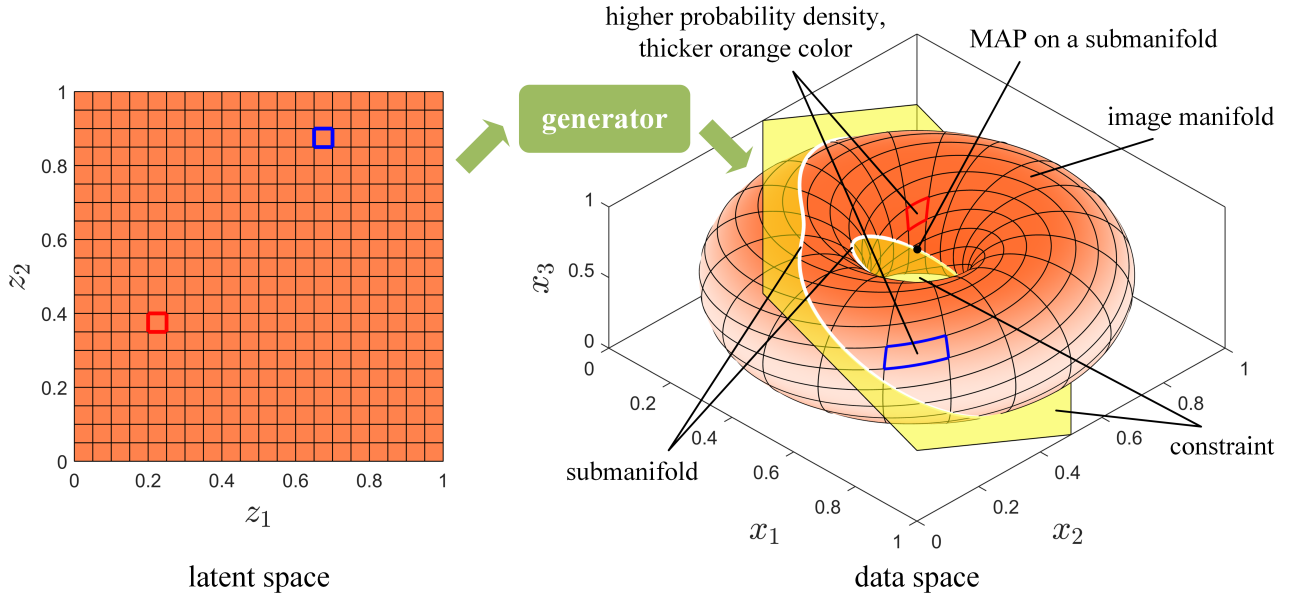 higher probability density,
thicker orange color
MAP on a submanifold
image manifold
generator
1
0.8
0.6
0.4
0.2
0
z2
0
0.2
0.4
0.6
0.8
1
z1
latent space
1
0.5
0
x3
0
0.2
0.4
0.6
0.8
1
x1
0
0.2
0.4
0.6
0.8
1
x2
submanifold
constraint
data space